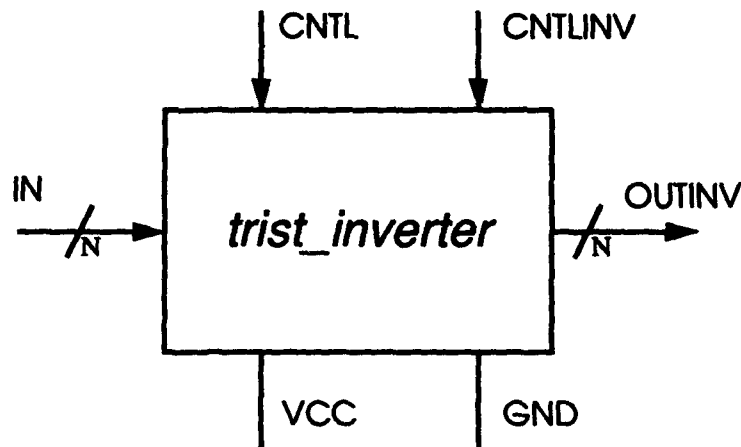 CNTL
CNTLINV
IN
OUTINV
N
trist_inverter
N
VCC
GND